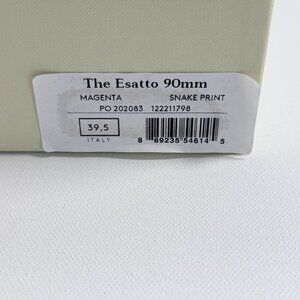 The Esatto 90mm
MAGENTA SNAKE PRINT
PO 202083 122211798
39,5
ITALY
8 89235 54614 5